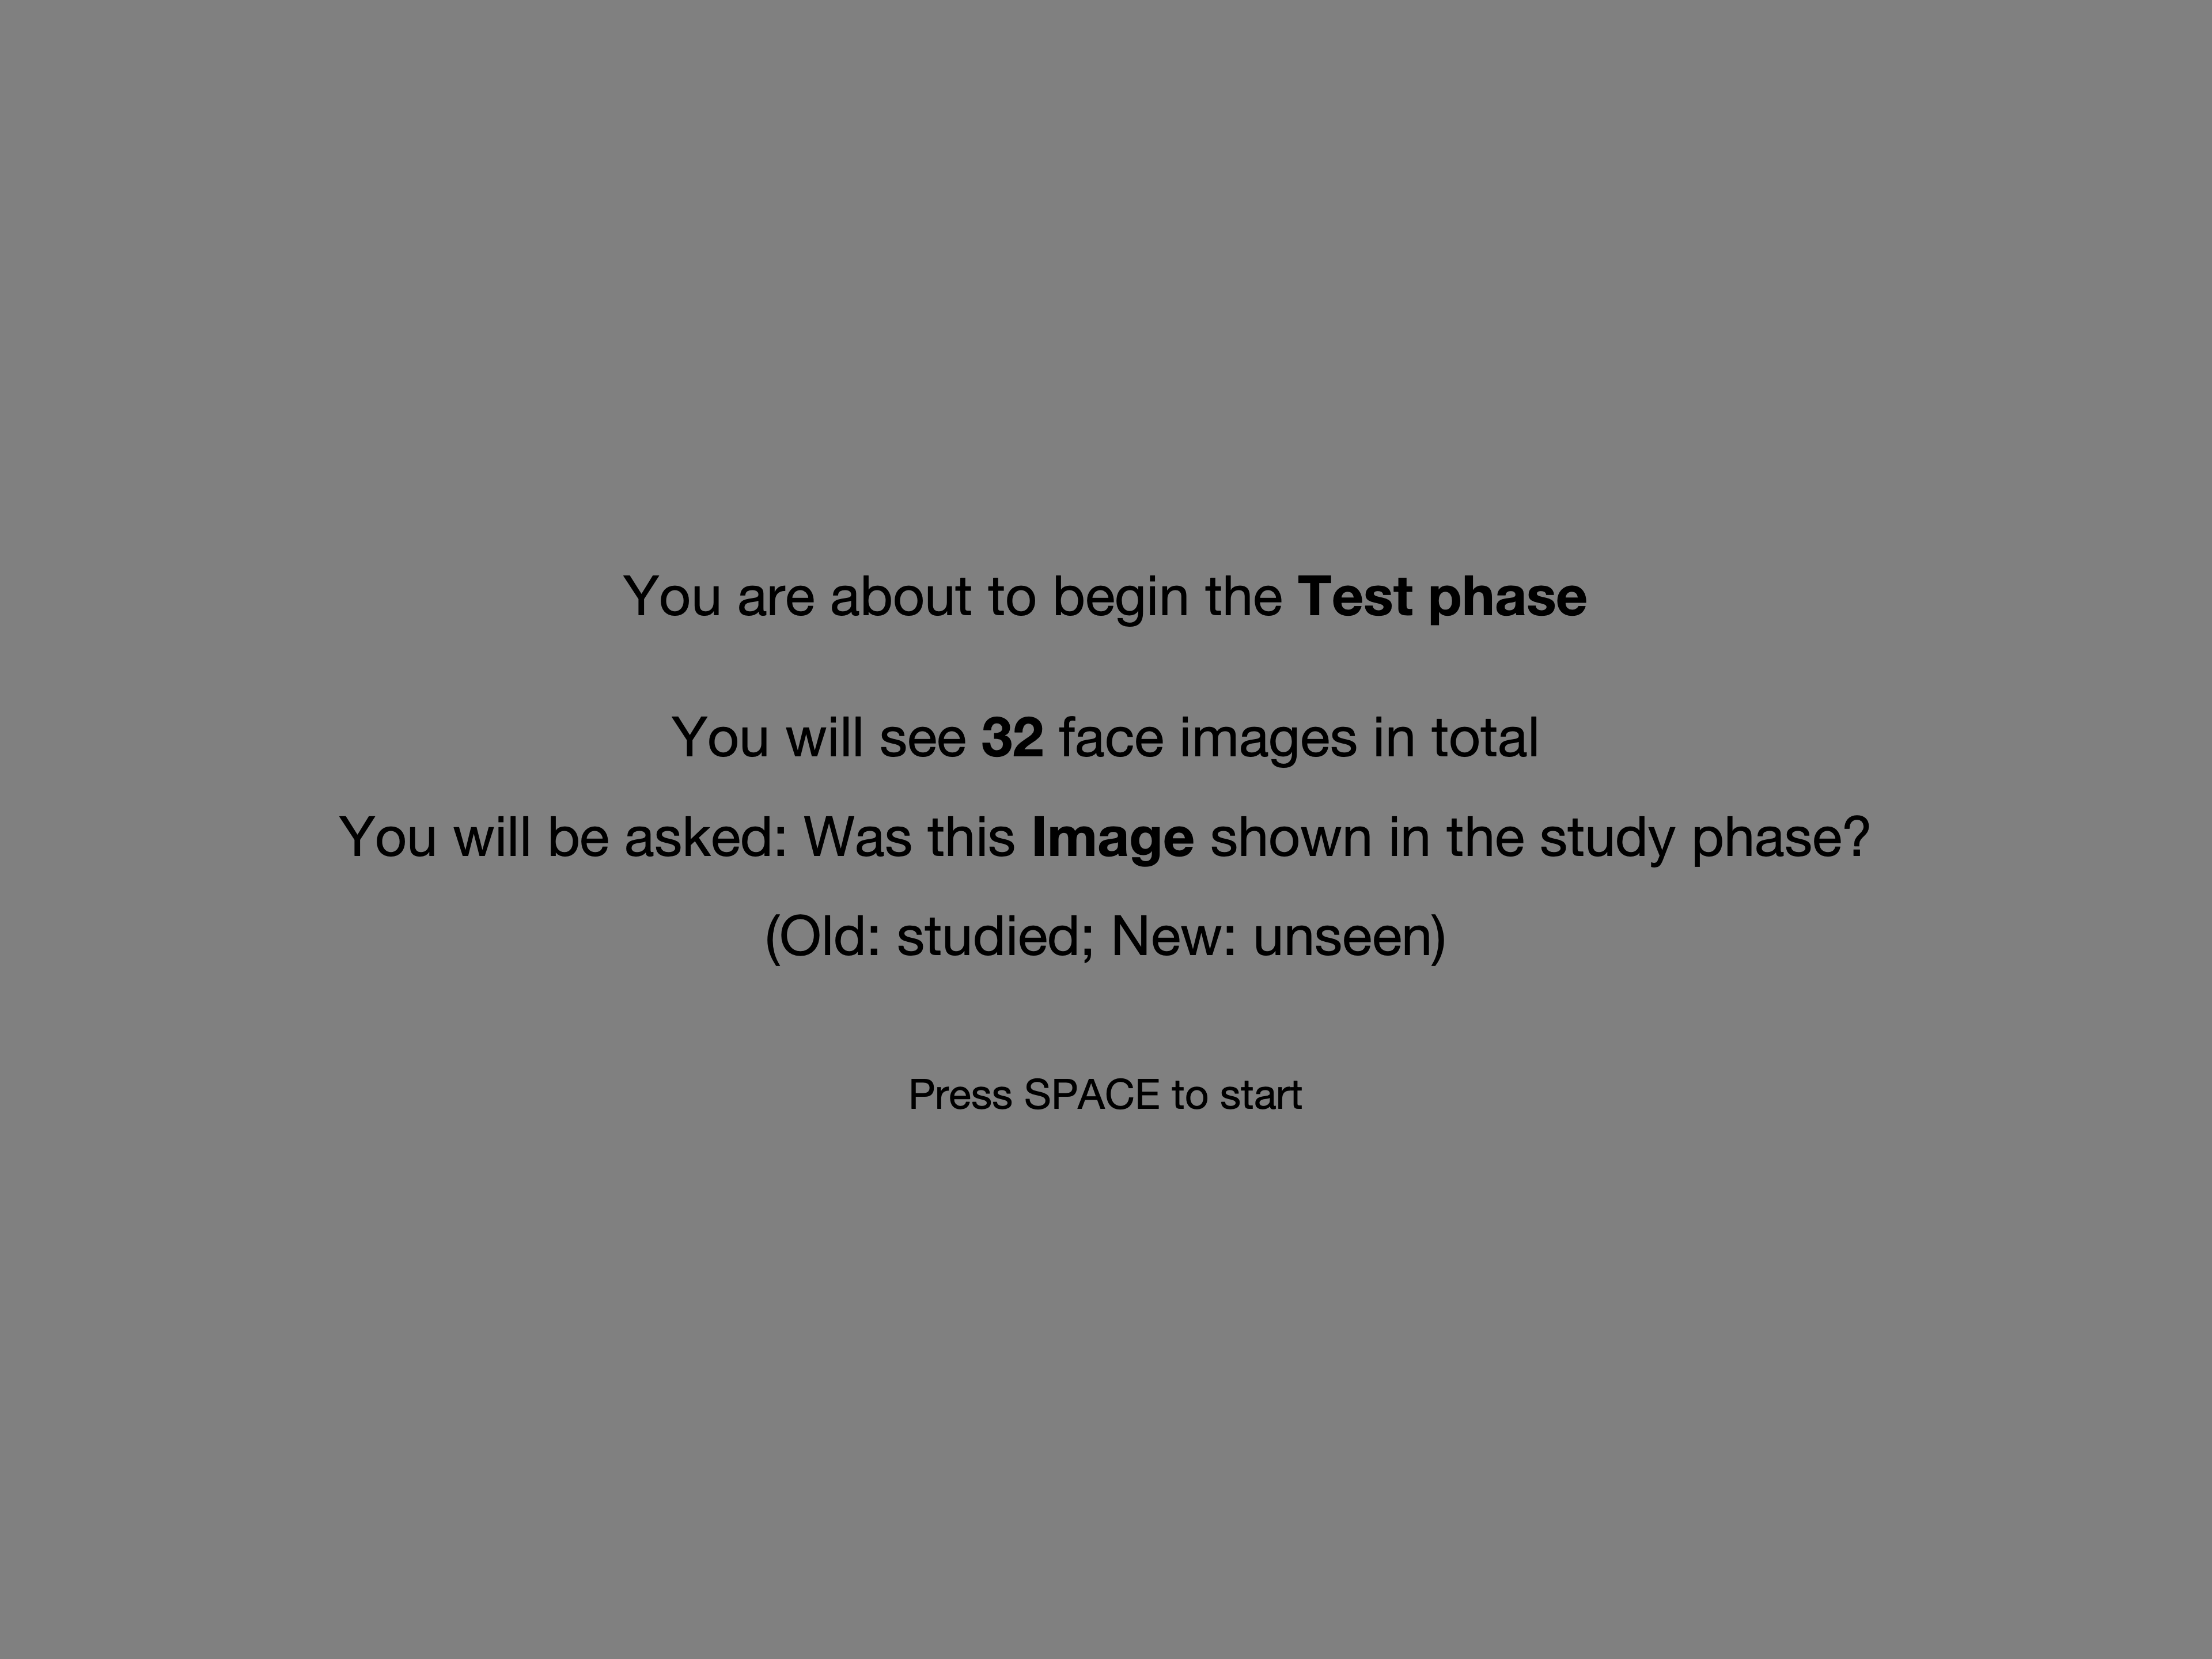 You are about to begin the Test phase
You will see 32 face images in total
You will be asked: Was this Image shown in the study phase?
(Old: studied; New: unseen)
Press SPACE to start